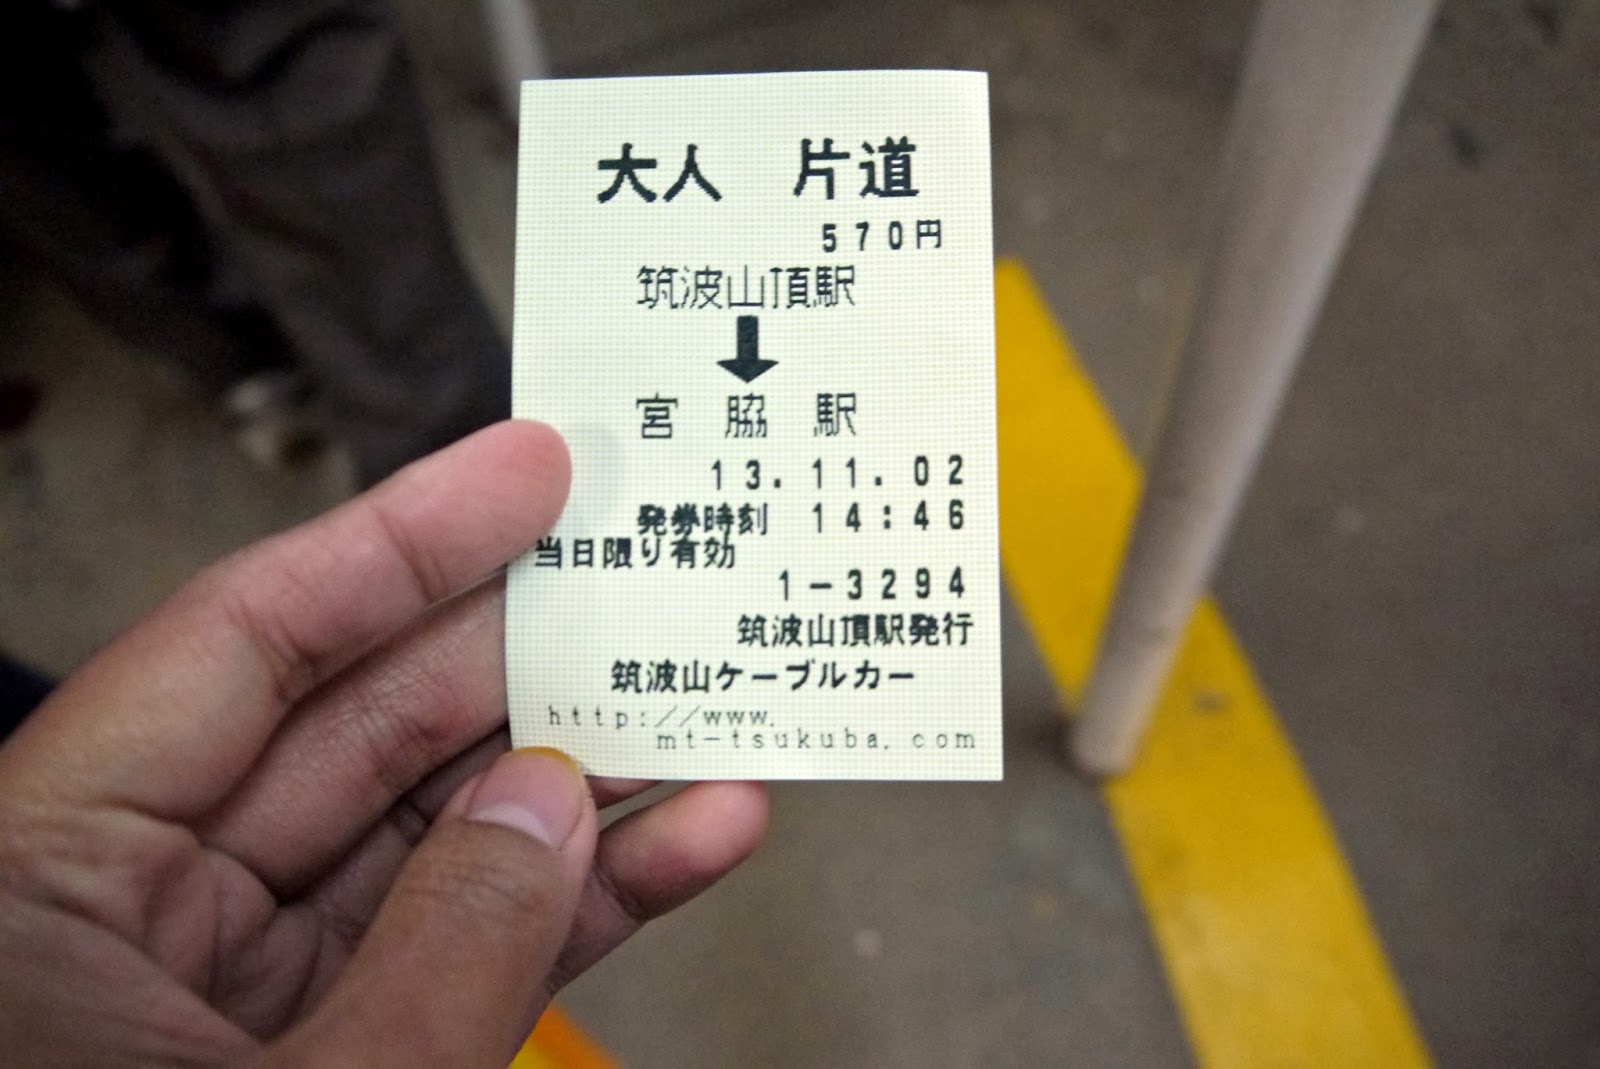 大人 片道
570円
筑波山頂駅
↓
宮脇駅
13.11.02
発券時刻 14:46
当日限り有効
1-3294
筑波山頂駅発行
筑波山ケーブルカー
http://www.
mt-tsukuba.com